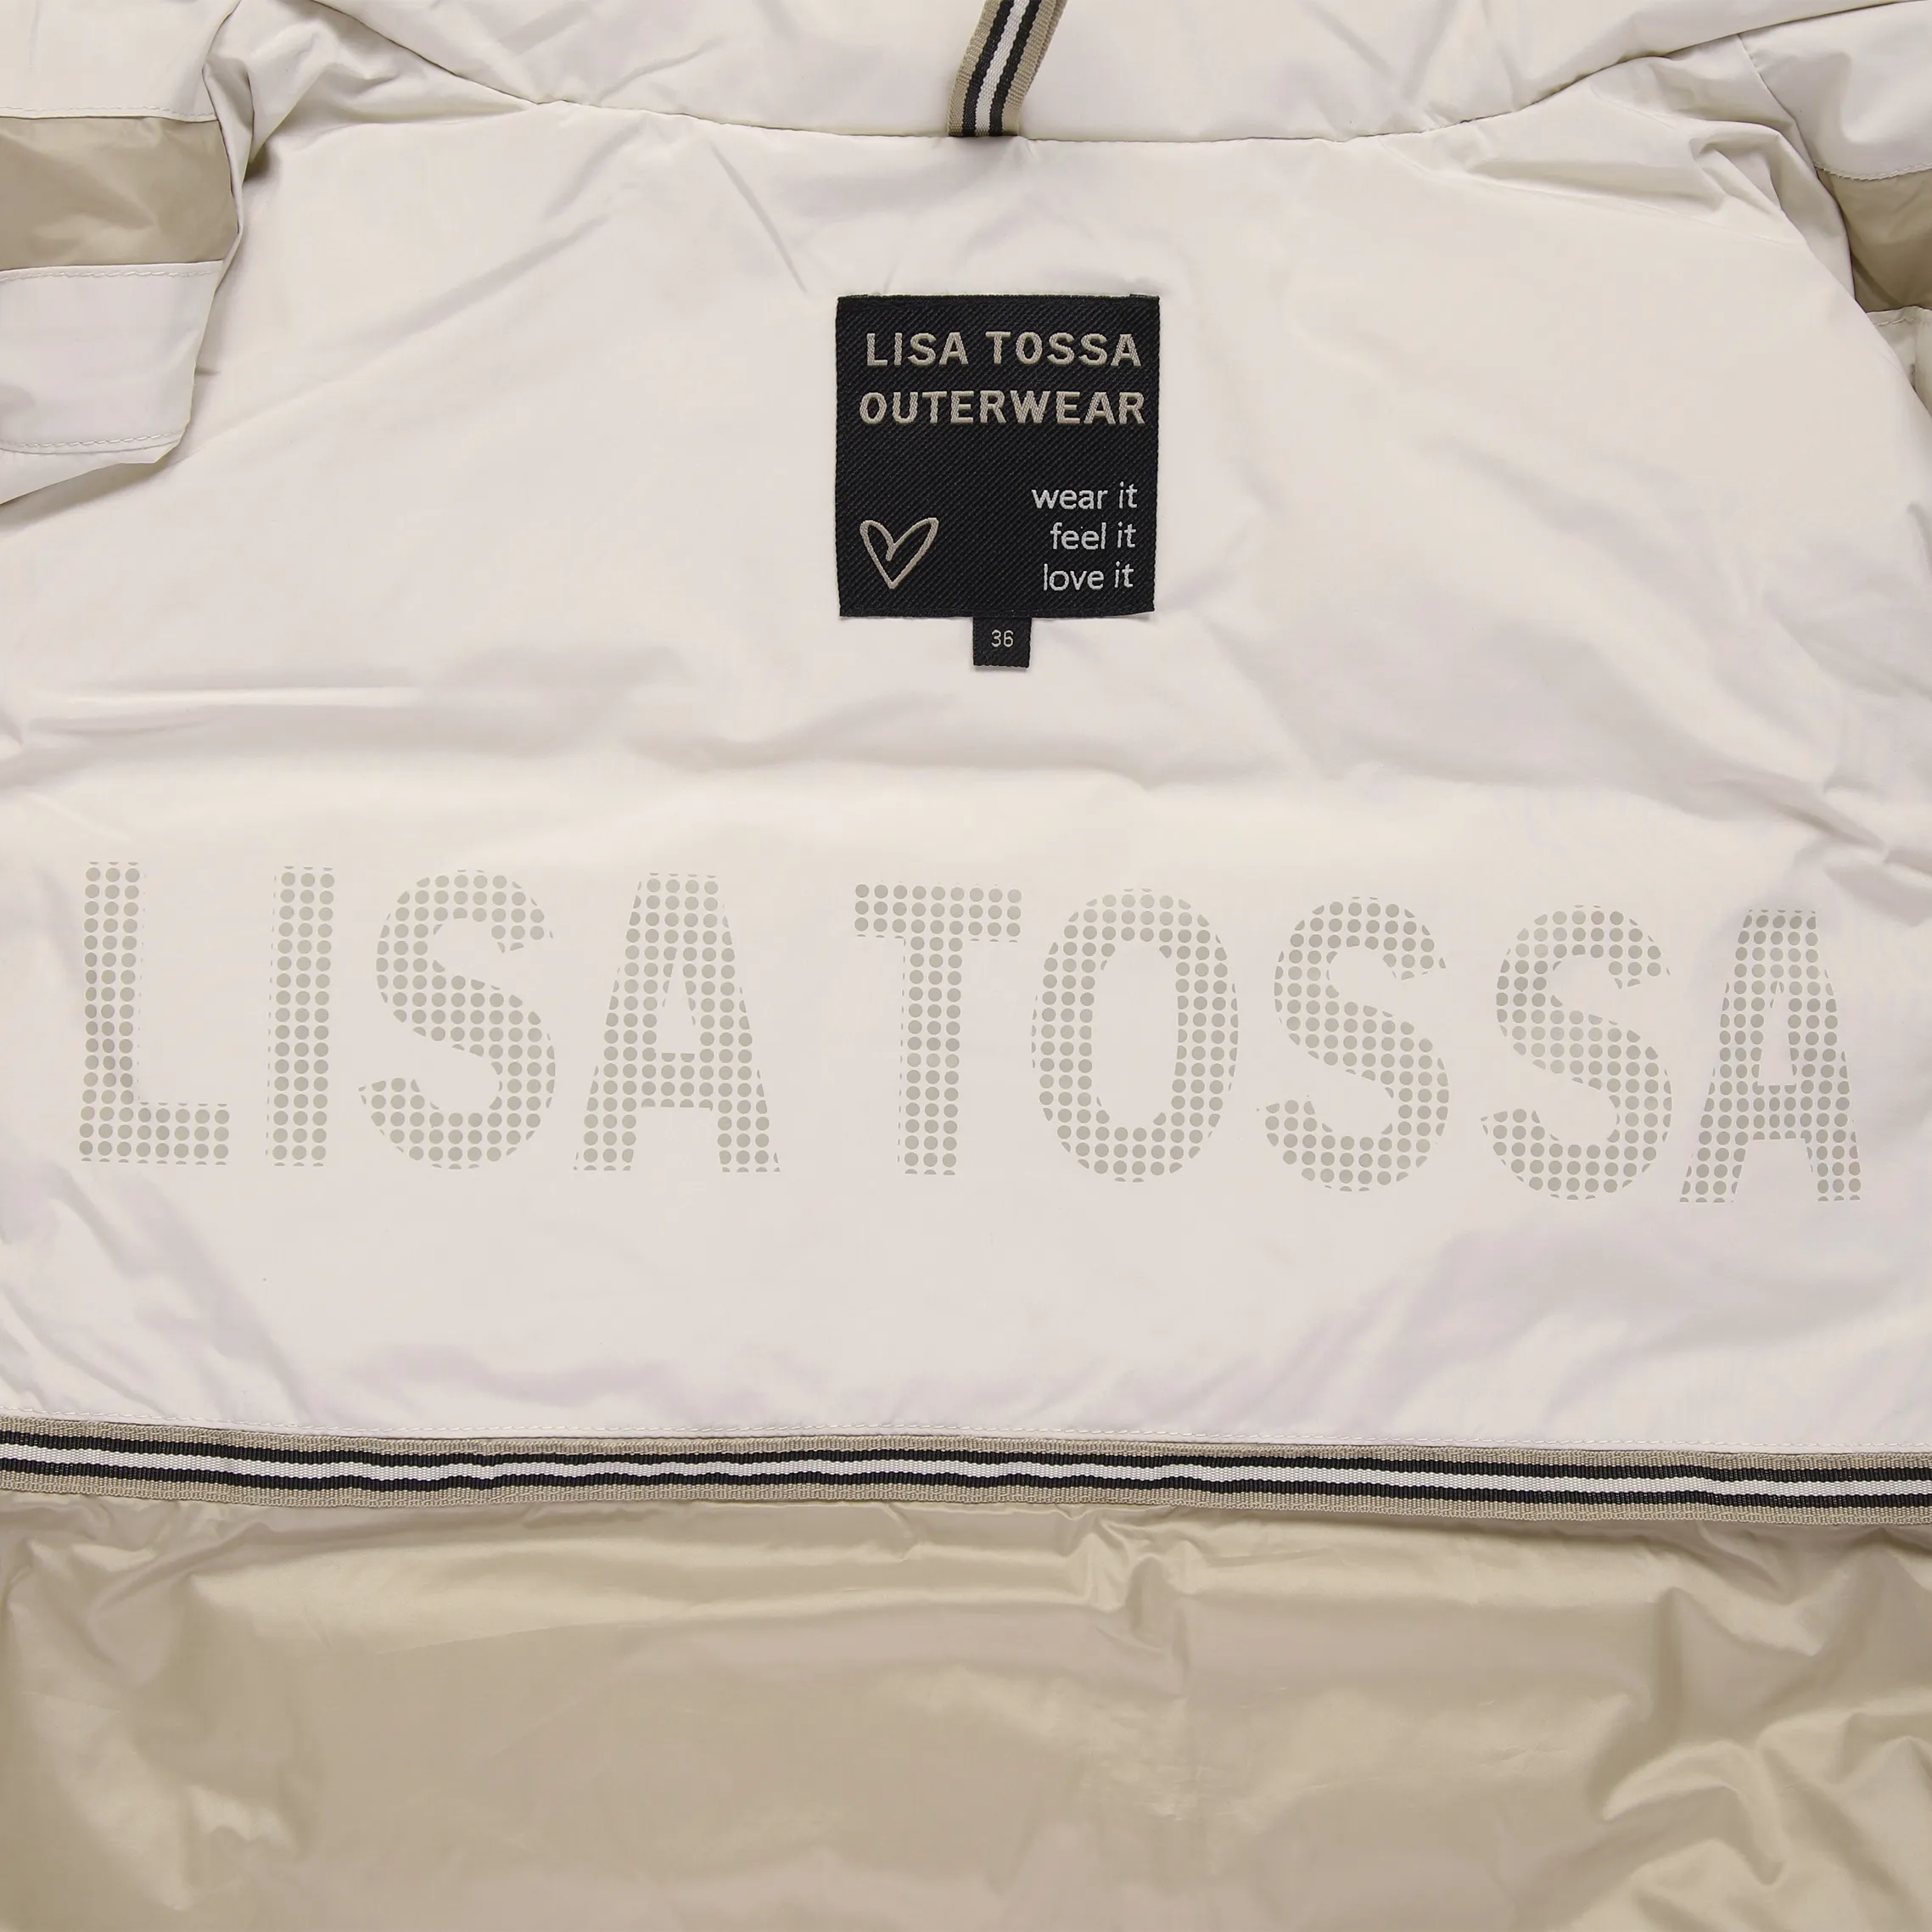 LISA TOSSA
OUTERWEAR
wear it
feel it
love it
36
LISA TOSSA